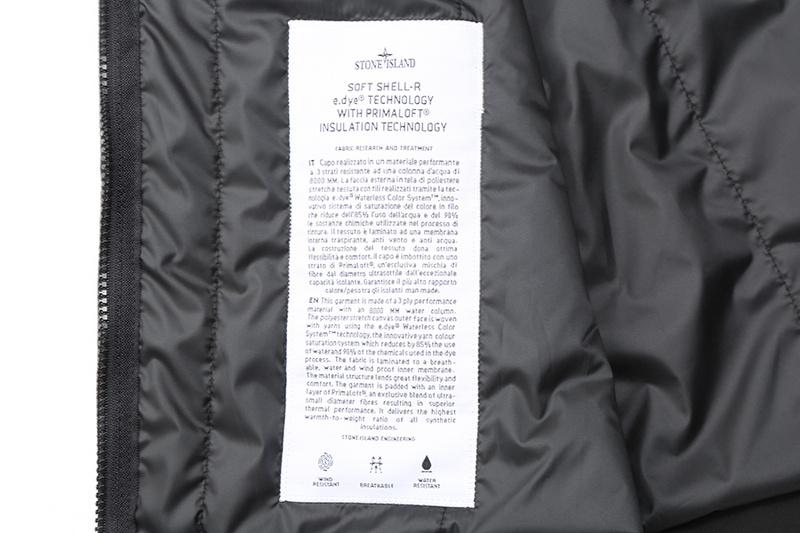 STONE ISLAND
SOFT SHELL-R
e.dye® TECHNOLOGY
WITH PRIMALOFT®
INSULATION TECHNOLOGY
FABRIC RESEARCH AND TREATMENT
IT Capo realizzato in un materiale performante
a 3 strati resistente ad una colonna d'acqua di
8000 MM. La faccia esterna in tela di poliestere
stretch è tessuta con fili realizzati tramite la tec-
nologia e.dye® Waterless Color System™, inno-
vativo sistema di saturazione del colore in filo
che riduce dell'85% l'uso dell'acqua e del 90%
le sostanze chimiche utilizzate nel processo di
tintura. Il tessuto è laminato ad una membrana
interna traspirante, anti vento e anti acqua.
La costruzione del tessuto dona ottima
flessibilità e comfort. Il capo è imbottito con uno
strato di Primaloft®, un'esclusiva mischia di
fibre dal diametro ultrasottile dall'eccezionale
capacità isolante. Garantisce il più alto rapporto
calore/peso tra gli isolanti man made.
EN This garment is made of a 3 ply performance
material with an 8000 MM water column.
The polyester stretch canvas outer face is woven
with yarns using the e.dye® Waterless Color
System™ technology, the innovative yarn colour
saturation system which reduces by 85% the use
of water and 90% of the chemicals used in the dye
process. The fabric is laminated to a breath-
able, water and wind proof inner membrane.
The material structure lends great flexibility and
comfort. The garment is padded with an inner
layer of Primaloft®, an exclusive blend of ultra-
small diameter fibres resulting in superior
thermal performance. It delivers the highest
warmth-to-weight ratio of all synthetic
insulations.
STONE ISLAND ENGINEERING
WIND
RESISTANT
BREATHABLE
WATER
RESISTANT